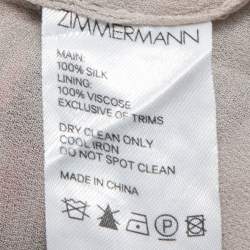 ZIMMERMANN
MAIN:
100% SILK
LINING:
100% VISCOSE
EXCLUSIVE OF TRIMS
DRY CLEAN ONLY
COOL IRON
DO NOT SPOT CLEAN
MADE IN CHINA
P